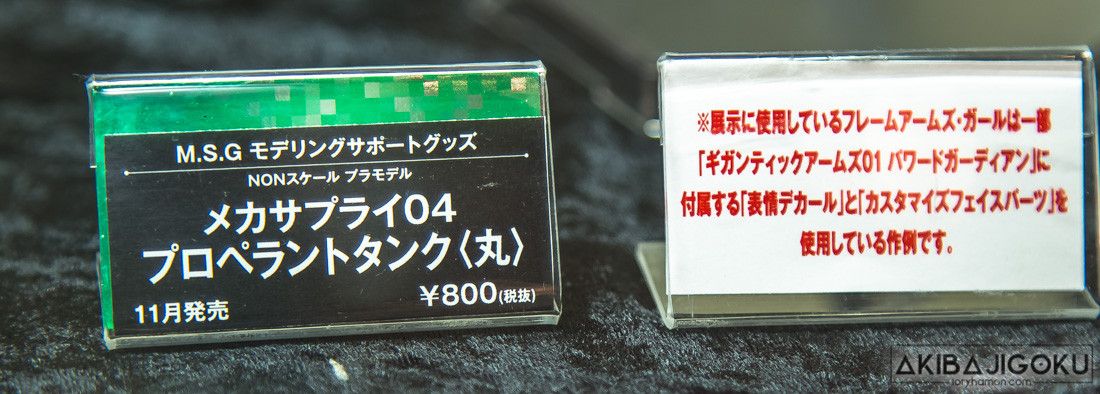 M.S.G モデリングサポートグッズ
NONスケール プラモデル
メカサプライ04
プロペラントタンク〈丸〉
¥800(税抜)
11月発売
※展示に使用しているフレームアームズ・ガールは一部
「ギガンティックアームズ01 パワードガーディアン」に
付属する「表情デカール」と「カスタマイズフェイスパーツ」を
使用している作例です。
AKIBAJIGOKU
loryhamon.com